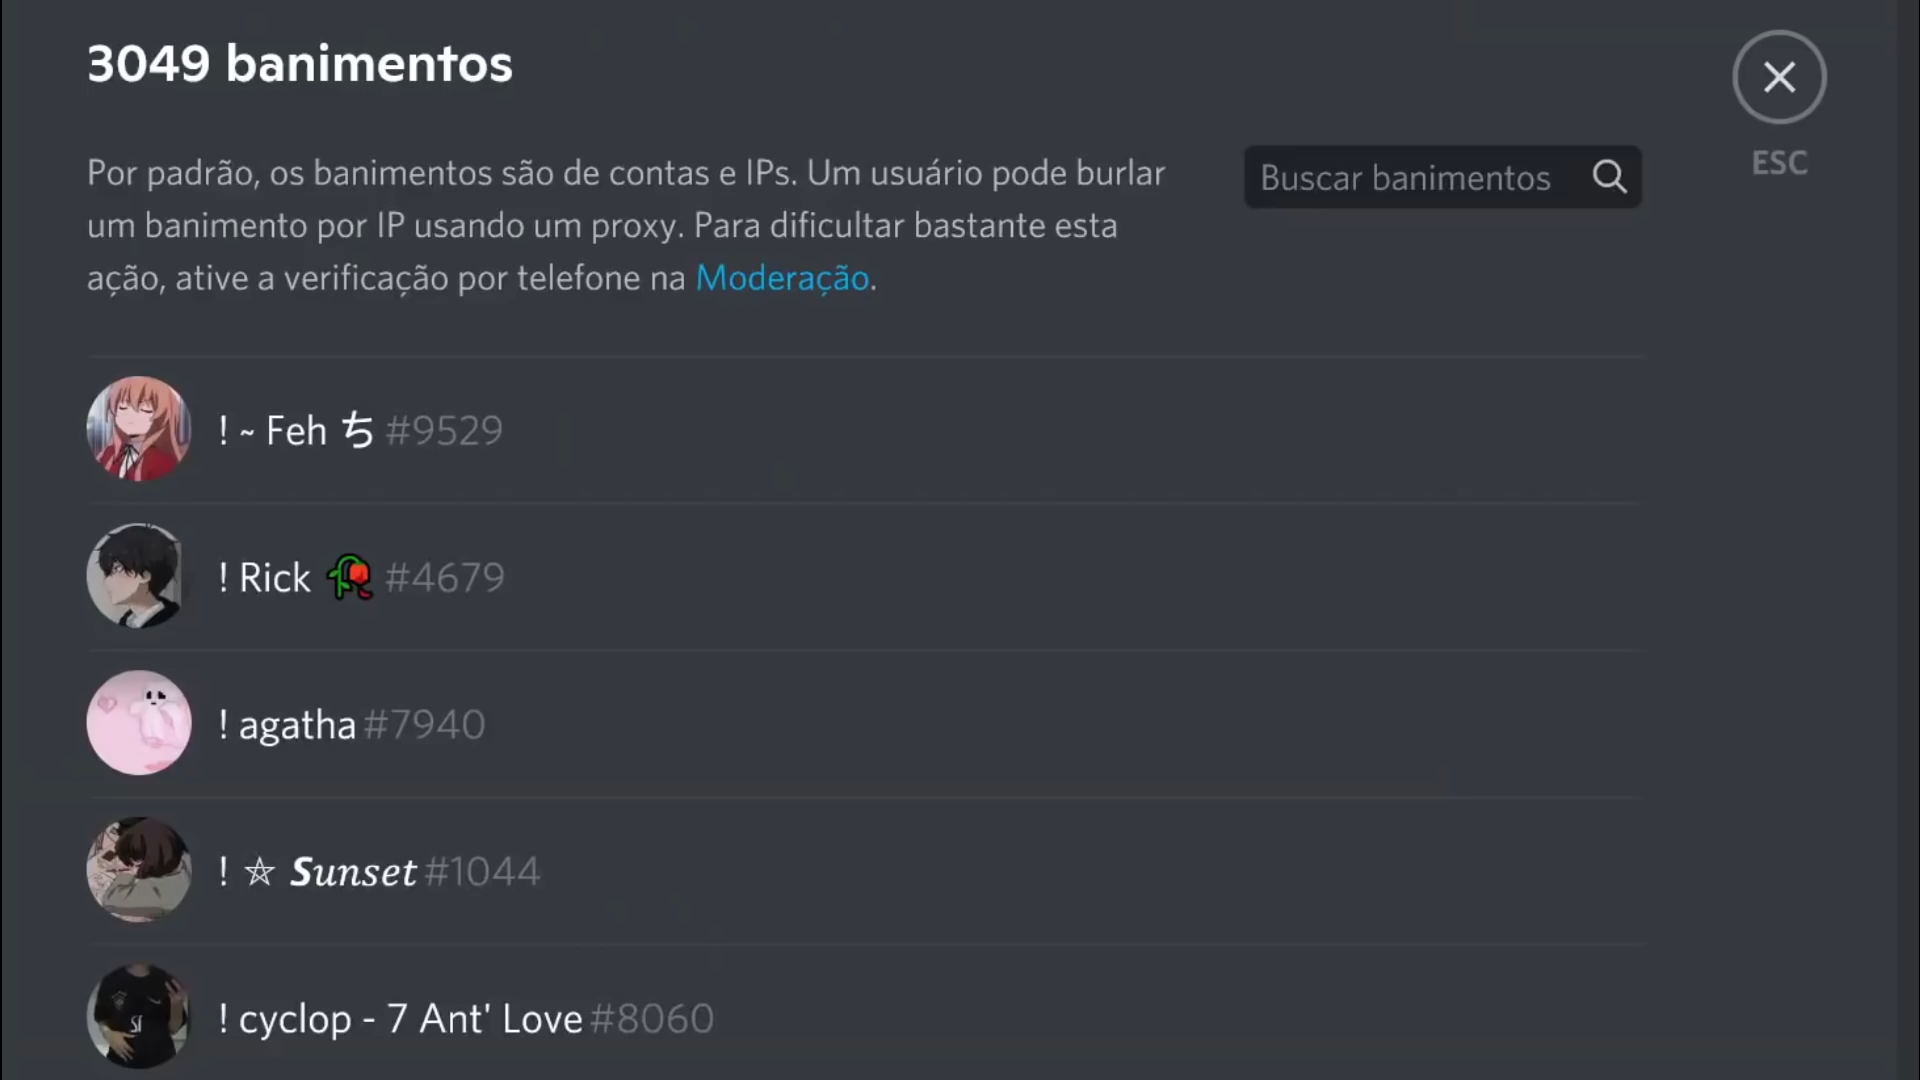 3049 banimentos
ESC
Por padrão, os banimentos são de contas e IPs. Um usuário pode burlar
um banimento por IP usando um proxy. Para dificultar bastante esta
ação, ative a verificação por telefone na Moderação.
Buscar banimentos
! ~ Feh ち #9529
! Rick 🥀 #4679
! agatha#7940
! ⛤ 𝑺𝑢𝑛𝑠𝑒𝑡#1044
! cyclop - 7 Ant' Love#8060